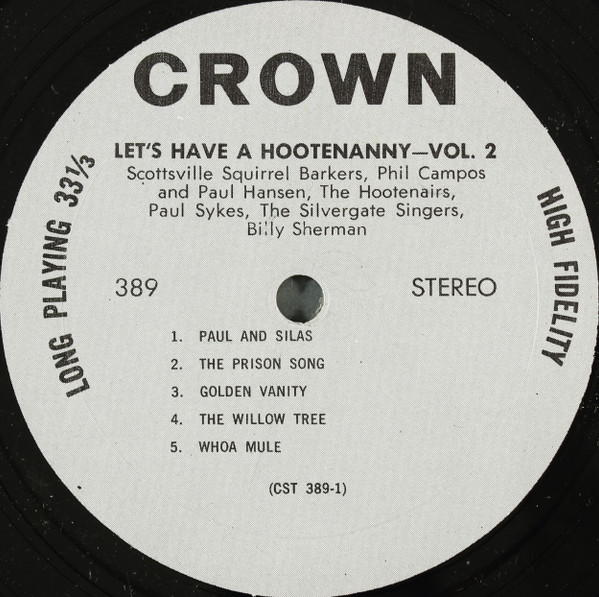 CROWN
LET'S HAVE A HOOTENANNY—VOL. 2
Scottsville Squirrel Barkers, Phil Campos
and Paul Hansen, The Hootenairs,
Paul Sykes, The Silvergate Singers,
Billy Sherman
LONG PLAYING 33⅓
HIGH FIDELITY
389
STEREO
1. PAUL AND SILAS
2. THE PRISON SONG
3. GOLDEN VANITY
4. THE WILLOW TREE
5. WHOA MULE
(CST 389-1)